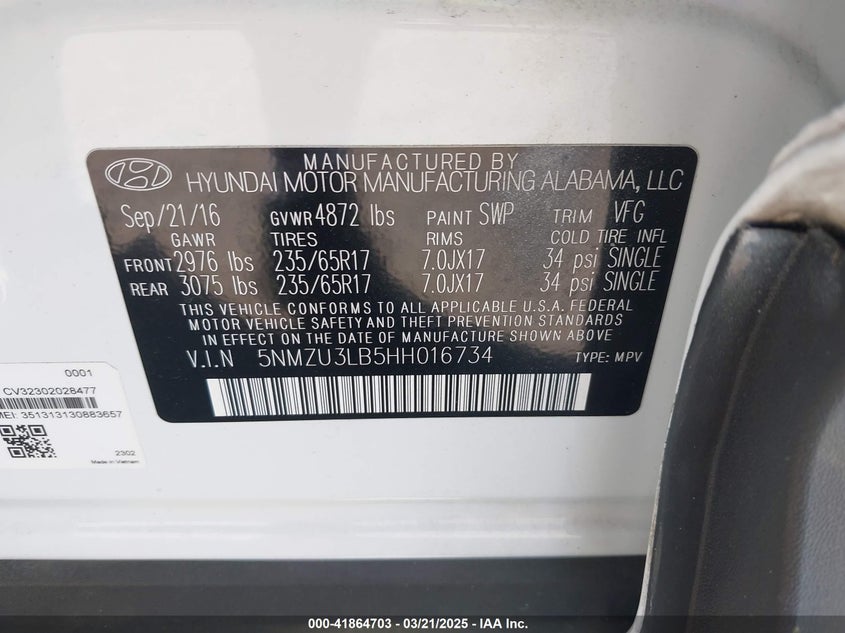 MANUFACTURED BY
HYUNDAI MOTOR MANUFACTURING ALABAMA, LLC
Sep/21/16 GVWR 4872 lbs PAINT SWP TRIM VFG
GAWR TIRES RIMS COLD TIRE INFL
FRONT 2976 lbs 235/65R17 7.0JX17 34 psi SINGLE
REAR 3075 lbs 235/65R17 7.0JX17 34 psi SINGLE
THIS VEHICLE CONFORMS TO ALL APPLICABLE U.S.A. FEDERAL
MOTOR VEHICLE SAFETY AND THEFT PREVENTION STANDARDS
IN EFFECT ON THE DATE OF MANUFACTURE SHOWN ABOVE
V.I.N 5NMZU3LB5HH016734 TYPE: MPV
0001
CV32302028477
MEI: 351313130883657
2302
Made in Vietnam
000-41864703 — 03/21/2025 — IAA Inc.